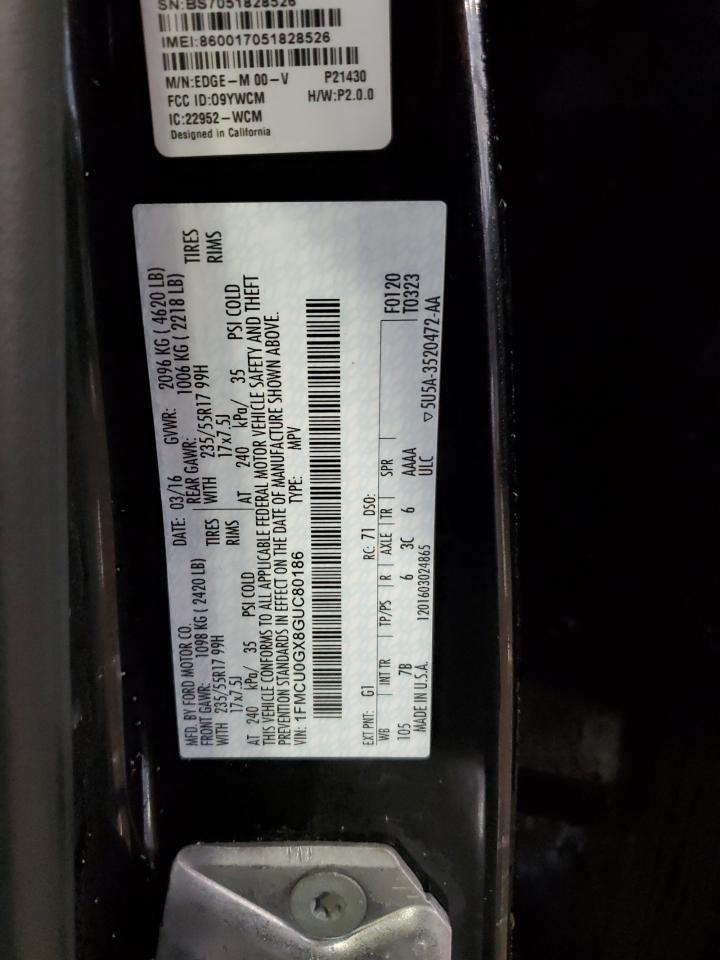 SN:BS7051828526
IMEI:860017051828526
M/N:EDGE-M 00-V P21430
FCC ID:O9YWCM H/W:P2.0.0
IC:22952-WCM
Designed in California
MFD. BY FORD MOTOR CO.
DATE: 03/16 GVWR: 2096 KG ( 4620 LB)
FRONT GAWR: 1098 KG ( 2420 LB) REAR GAWR: 1006 KG ( 2218 LB)
WITH 235/55R17 99H TIRES WITH 235/55R17 99H TIRES
17x7.5J RIMS 17x7.5J RIMS
AT 240 kPa/ 35 PSI COLD AT 240 kPa/ 35 PSI COLD
THIS VEHICLE CONFORMS TO ALL APPLICABLE FEDERAL MOTOR VEHICLE SAFETY AND THEFT
PREVENTION STANDARDS IN EFFECT ON THE DATE OF MANUFACTURE SHOWN ABOVE.
VIN: 1FMCU0GX8GUC80186 TYPE: MPV
EXT PNT: G1 RC: 71 DSO: F0120
WB INT TR TP/PS R AXLE TR SPR T0323
105 7B 6 3C 6 AAAA
MADE IN U.S.A. 1201603024865 ULC ▽5U5A-3520472-AA